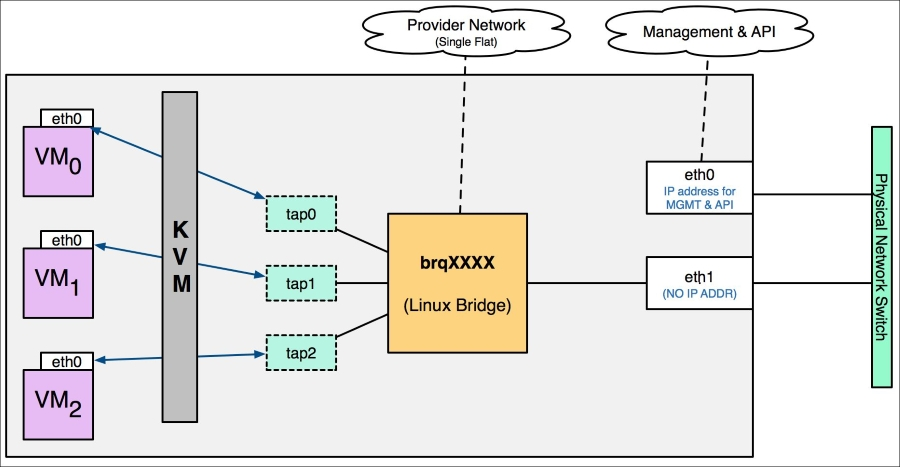 Provider Network
(Single Flat)
Management & API
eth0
VM0
eth0
VM1
eth0
VM2
K
V
M
tap0
tap1
tap2
brqXXXX
(Linux Bridge)
eth0
IP address for
MGMT & API
eth1
(NO IP ADDR)
Physical Network Switch